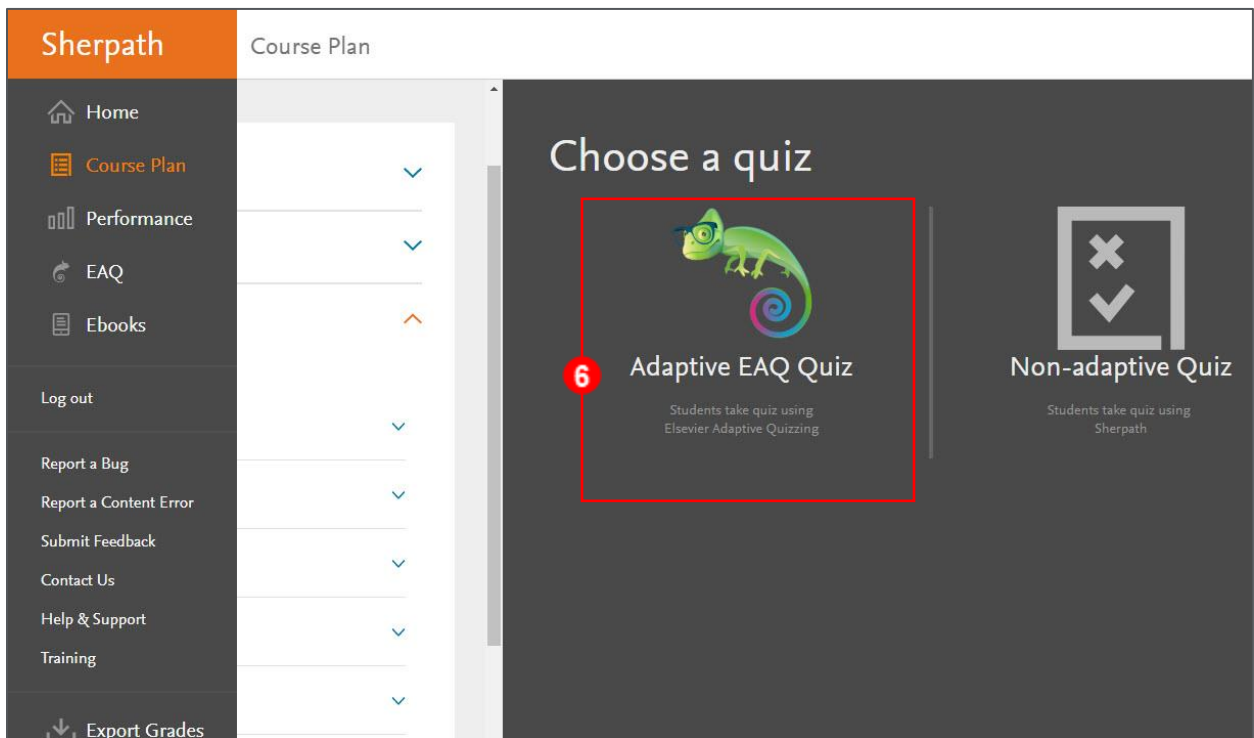 Sherpath
Course Plan
Home
Course Plan
Performance
EAQ
Ebooks
Log out
Report a Bug
Report a Content Error
Submit Feedback
Contact Us
Help & Support
Training
Export Grades
Choose a quiz
6
Adaptive EAQ Quiz
Students take quiz using
Elsevier Adaptive Quizzing
Non-adaptive Quiz
Students take quiz using
Sherpath